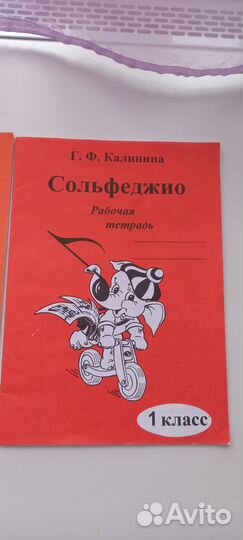 Г. Ф. Калинина
Сольфеджио
Рабочая
тетрадь
1 класс
Avito